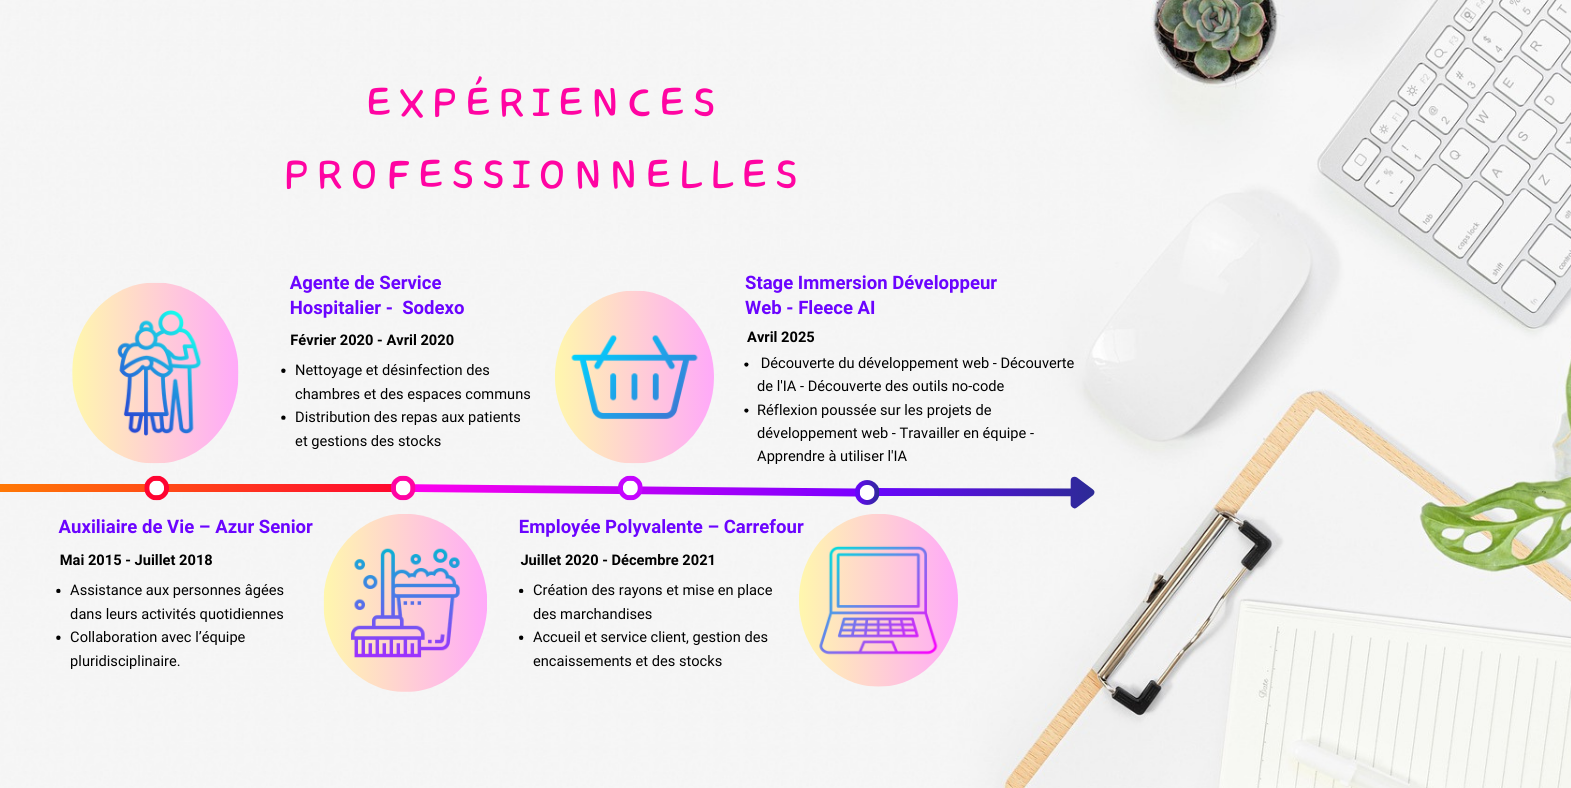 EXPÉRIENCES
PROFESSIONNELLES
Agente de Service
Hospitalier - Sodexo
Février 2020 - Avril 2020
• Nettoyage et désinfection des
chambres et des espaces communs
• Distribution des repas aux patients
et gestions des stocks
Stage Immersion Développeur
Web - Fleece AI
Avril 2025
• Découverte du développement web - Découverte
de l'IA - Découverte des outils no-code
• Réflexion poussée sur les projets de
développement web - Travailler en équipe -
Apprendre à utiliser l'IA
Auxiliaire de Vie – Azur Senior
Mai 2015 - Juillet 2018
• Assistance aux personnes âgées
dans leurs activités quotidiennes
• Collaboration avec l’équipe
pluridisciplinaire.
Employée Polyvalente – Carrefour
Juillet 2020 - Décembre 2021
• Création des rayons et mise en place
des marchandises
• Accueil et service client, gestion des
encaissements et des stocks
tab
caps lock
shift
Q W E R T
A S D
Z